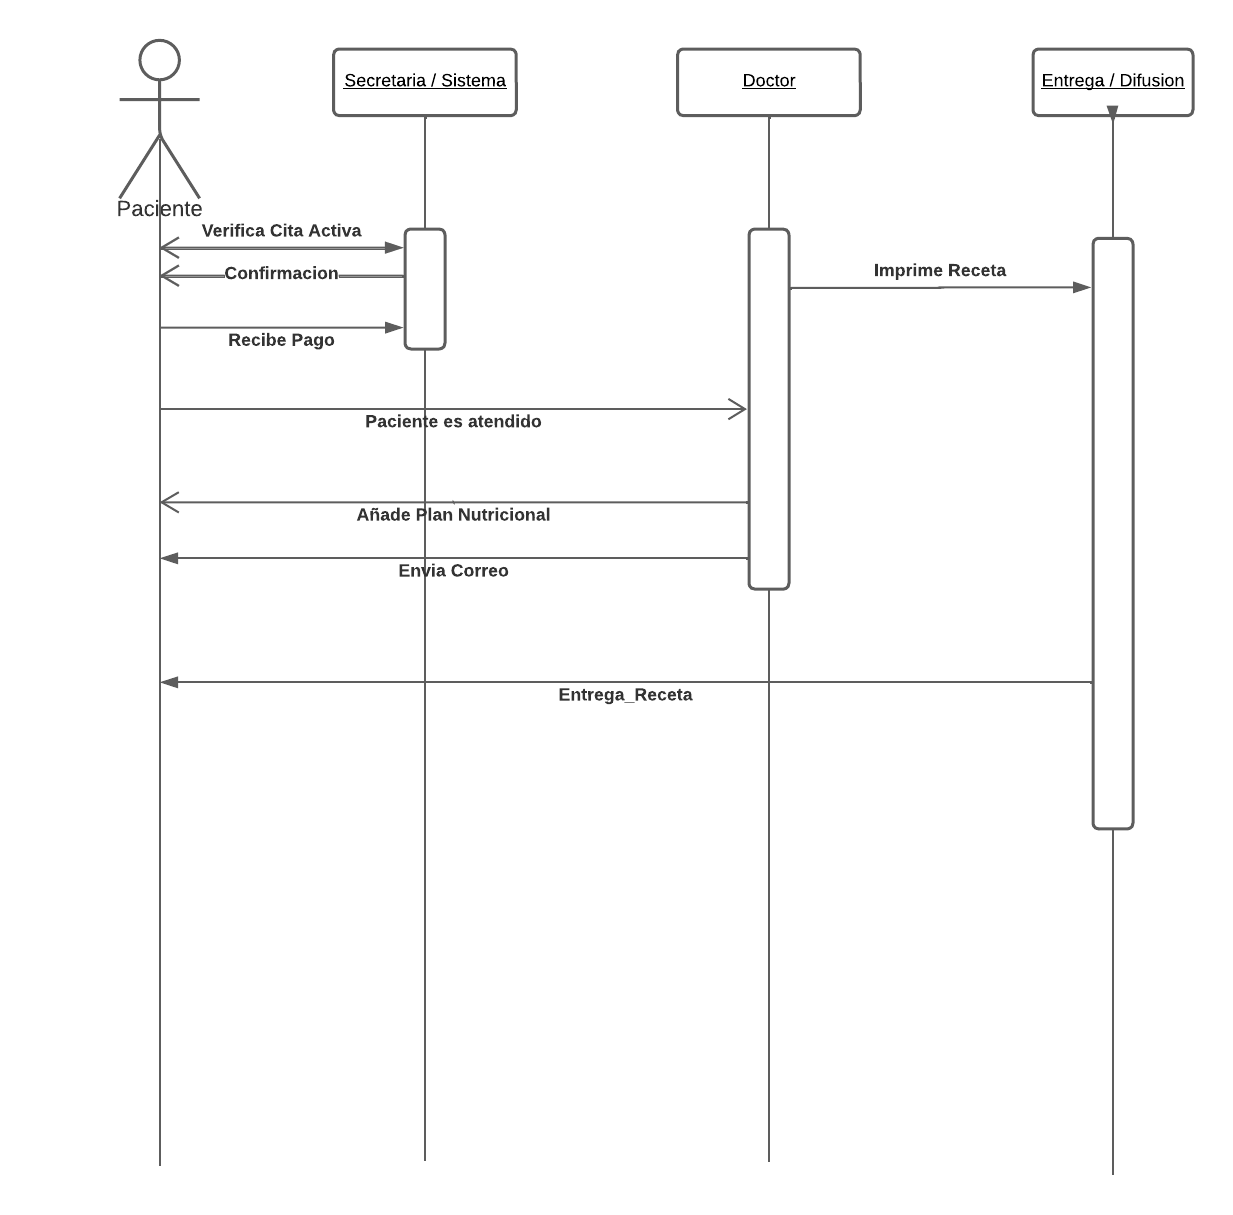 Secretaria / Sistema
Doctor
Entrega / Difusion
Paciente
Verifica Cita Activa
Confirmacion
Imprime Receta
Recibe Pago
Paciente es atendido
Añade Plan Nutricional
Envia Correo
Entrega_Receta